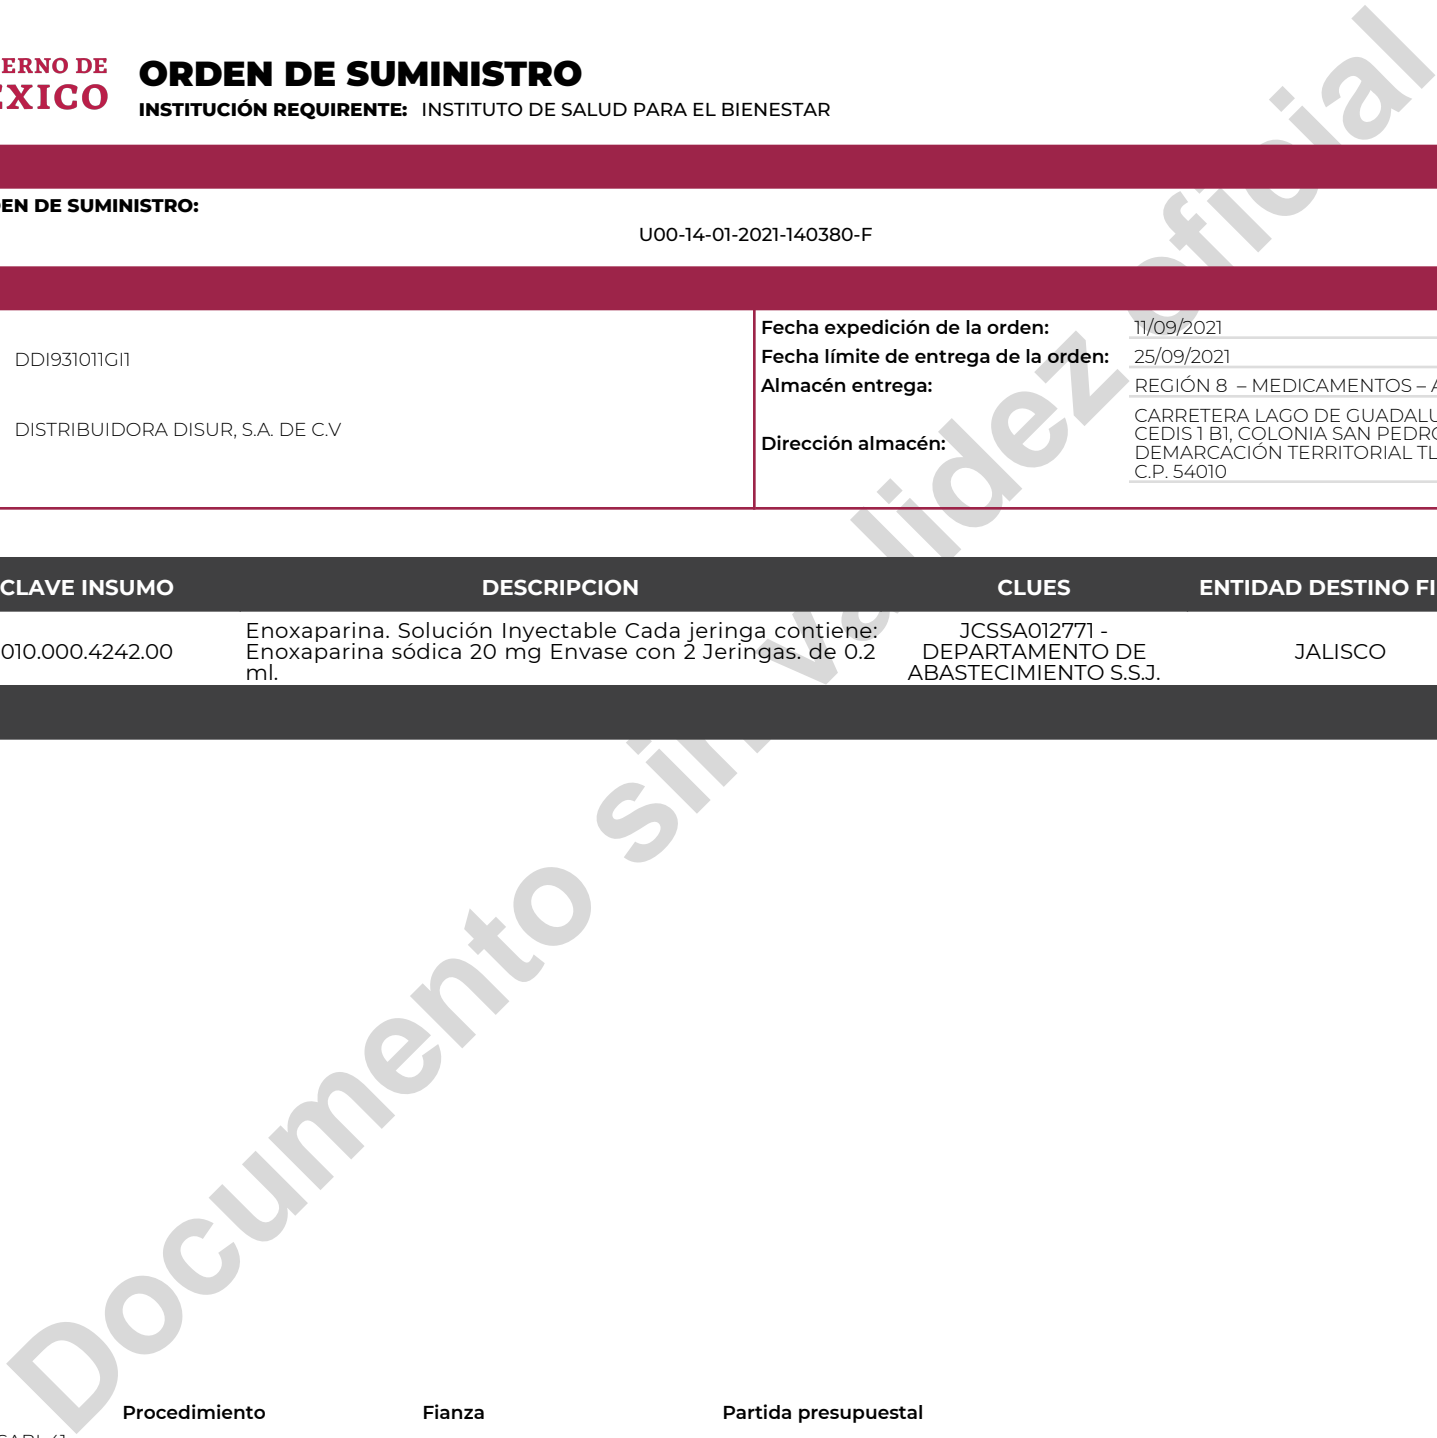 ERNO DE
ÉXICO
ORDEN DE SUMINISTRO
INSTITUCIÓN REQUIRENTE: INSTITUTO DE SALUD PARA EL BIENESTAR
EN DE SUMINISTRO:
U00-14-01-2021-140380-F
DDI931011GI1
DISTRIBUIDORA DISUR, S.A. DE C.V
Fecha expedición de la orden: 11/09/2021
Fecha límite de entrega de la orden: 25/09/2021
Almacén entrega: REGIÓN 8 – MEDICAMENTOS – A
Dirección almacén:
CARRETERA LAGO DE GUADALU
CEDIS 1 B1, COLONIA SAN PEDRO
DEMARCACIÓN TERRITORIAL TL
C.P. 54010
CLAVE INSUMO DESCRIPCION CLUES ENTIDAD DESTINO FI
010.000.4242.00
Enoxaparina. Solución Inyectable Cada jeringa contiene:
Enoxaparina sódica 20 mg Envase con 2 Jeringas. de 0.2
ml.
JCSSA012771 -
DEPARTAMENTO DE
ABASTECIMIENTO S.S.J.
JALISCO
Documento sin validez oficial
Procedimiento Fianza Partida presupuestal